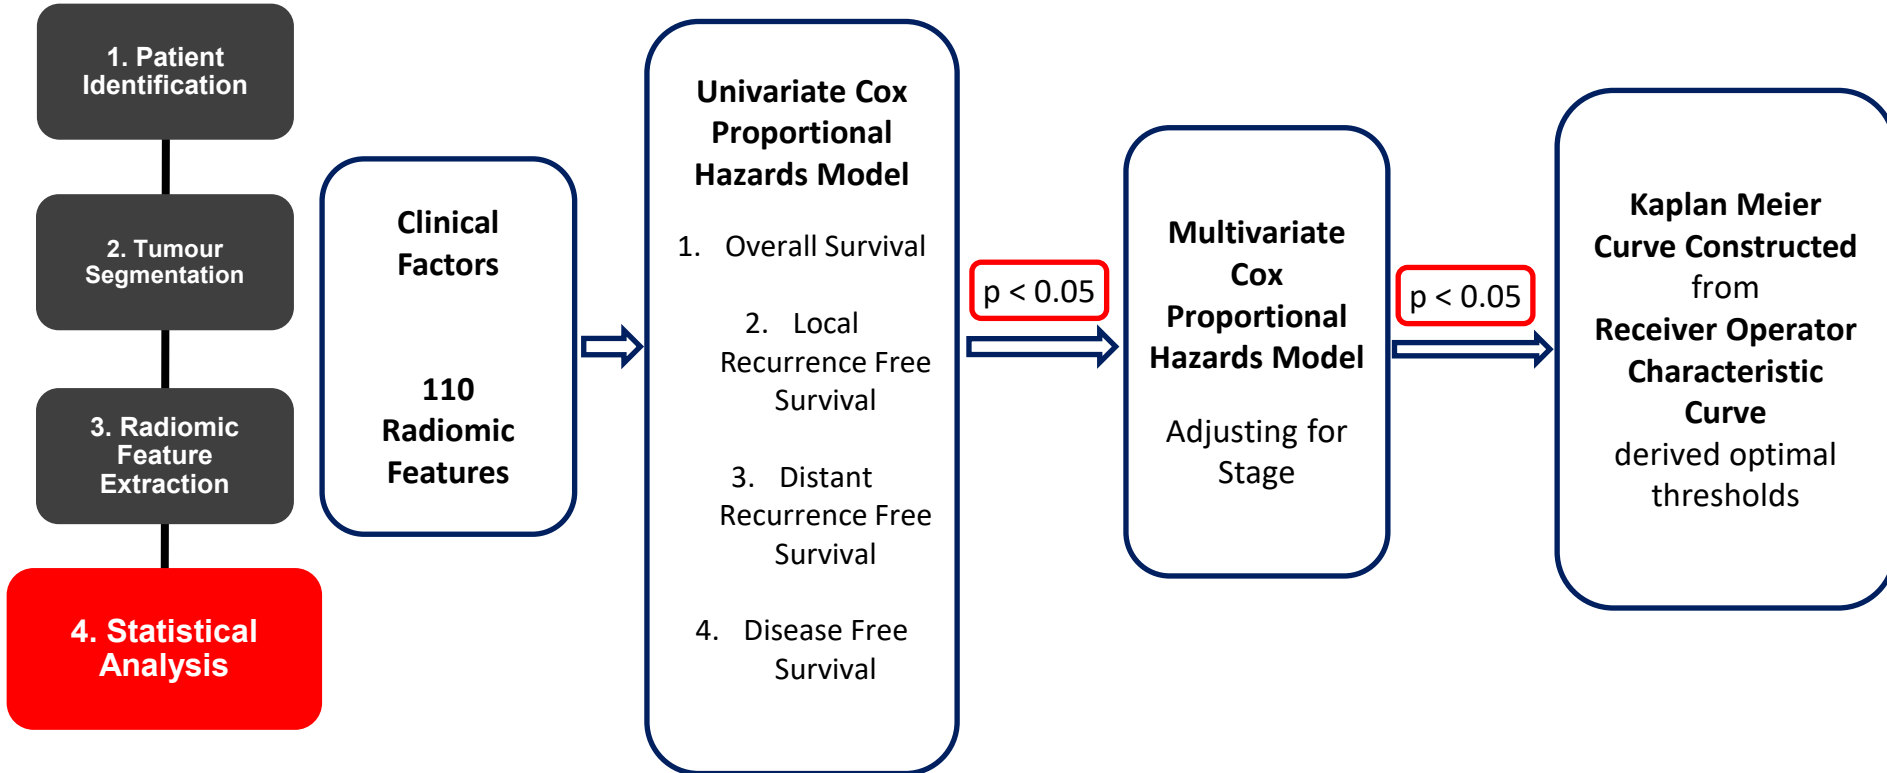 1. Patient
Identification
2. Tumour
Segmentation
3. Radiomic
Feature
Extraction
4. Statistical
Analysis
Clinical
Factors
110
Radiomic
Features
Univariate Cox
Proportional
Hazards Model
1. Overall Survival
2. Local
Recurrence Free
Survival
3. Distant
Recurrence Free
Survival
4. Disease Free
Survival
p < 0.05
Multivariate
Cox
Proportional
Hazards Model
Adjusting for
Stage
p < 0.05
Kaplan Meier
Curve Constructed
from
Receiver Operator
Characteristic
Curve
derived optimal
thresholds